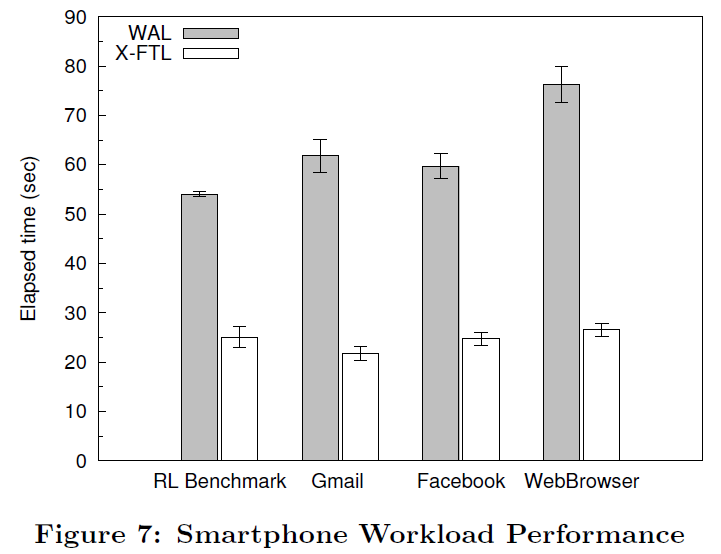 90
80
70
60
50
40
30
20
10
0
Elapsed time (sec)
WAL
X-FTL
RL Benchmark Gmail Facebook WebBrowser
Figure 7: Smartphone Workload Performance